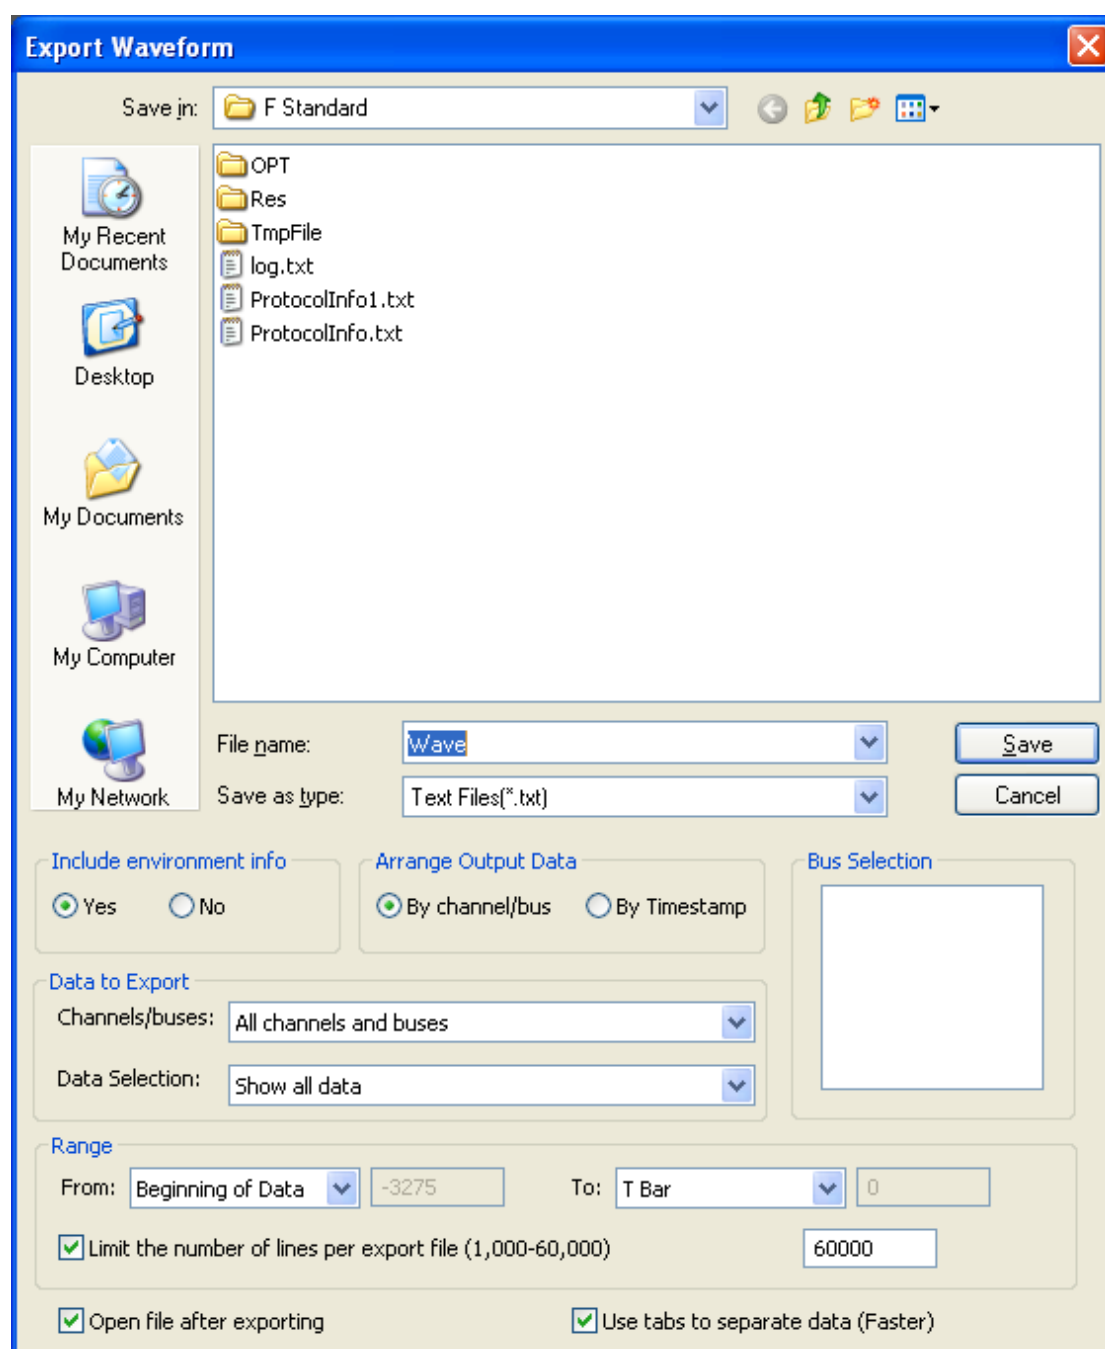 Export Waveform
Save in: F Standard
OPT
Res
TmpFile
log.txt
ProtocolInfo1.txt
ProtocolInfo.txt
My Recent
Documents
Desktop
My Documents
My Computer
My Network
File name: Wave Save
Save as type: Text Files(*.txt) Cancel
Include environment info Arrange Output Data Bus Selection
Yes No By channel/bus By Timestamp
Data to Export
Channels/buses: All channels and buses
Data Selection: Show all data
Range
From: Beginning of Data -3275 To: T Bar 0
Limit the number of lines per export file (1,000-60,000) 60000
Open file after exporting Use tabs to separate data (Faster)